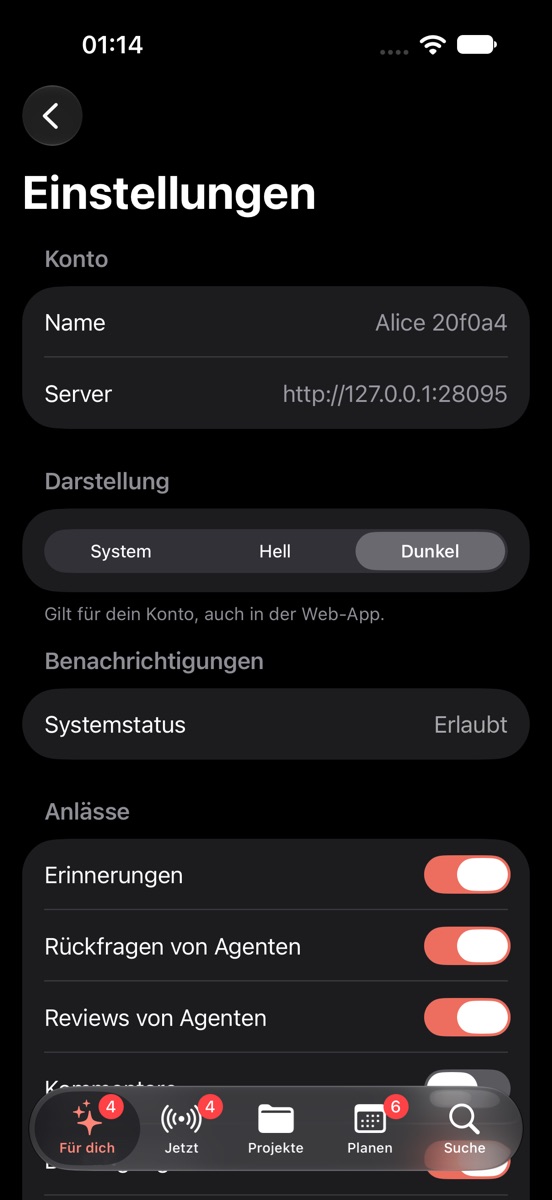 01:14
Einstellungen
Konto
Name Alice 20f0a4
Server http://127.0.0.1:28095
Darstellung
System Hell Dunkel
Gilt für dein Konto, auch in der Web-App.
Benachrichtigungen
Systemstatus Erlaubt
Anlässe
Erinnerungen
Rückfragen von Agenten
Reviews von Agenten
Kommentare
4 4 6
Für dich Jetzt Projekte Planen Suche